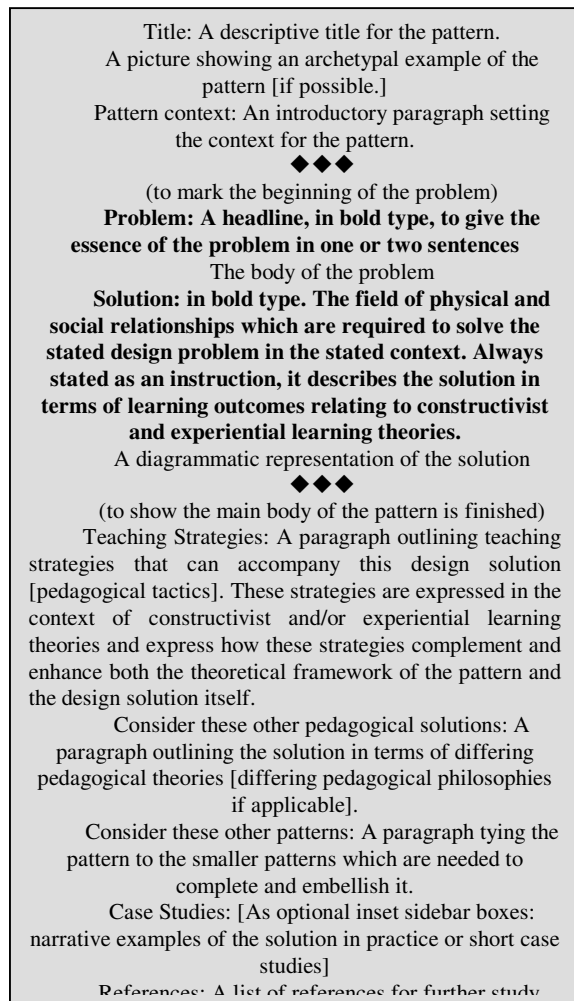 Title: A descriptive title for the pattern.
A picture showing an archetypal example of the
pattern [if possible.]
Pattern context: An introductory paragraph setting
the context for the pattern.
◆◆◆
(to mark the beginning of the problem)
Problem: A headline, in bold type, to give the
essence of the problem in one or two sentences
The body of the problem
Solution: in bold type. The field of physical and
social relationships which are required to solve the
stated design problem in the stated context. Always
stated as an instruction, it describes the solution in
terms of learning outcomes relating to constructivist
and experiential learning theories.
A diagrammatic representation of the solution
◆◆◆
(to show the main body of the pattern is finished)
Teaching Strategies: A paragraph outlining teaching
strategies that can accompany this design solution
[pedagogical tactics]. These strategies are expressed in the
context of constructivist and/or experiential learning
theories and express how these strategies complement and
enhance both the theoretical framework of the pattern and
the design solution itself.
Consider these other pedagogical solutions: A
paragraph outlining the solution in terms of differing
pedagogical theories [differing pedagogical philosophies
if applicable].
Consider these other patterns: A paragraph tying the
pattern to the smaller patterns which are needed to
complete and embellish it.
Case Studies: [As optional inset sidebar boxes:
narrative examples of the solution in practice or short case
studies]
References: A list of references for further study